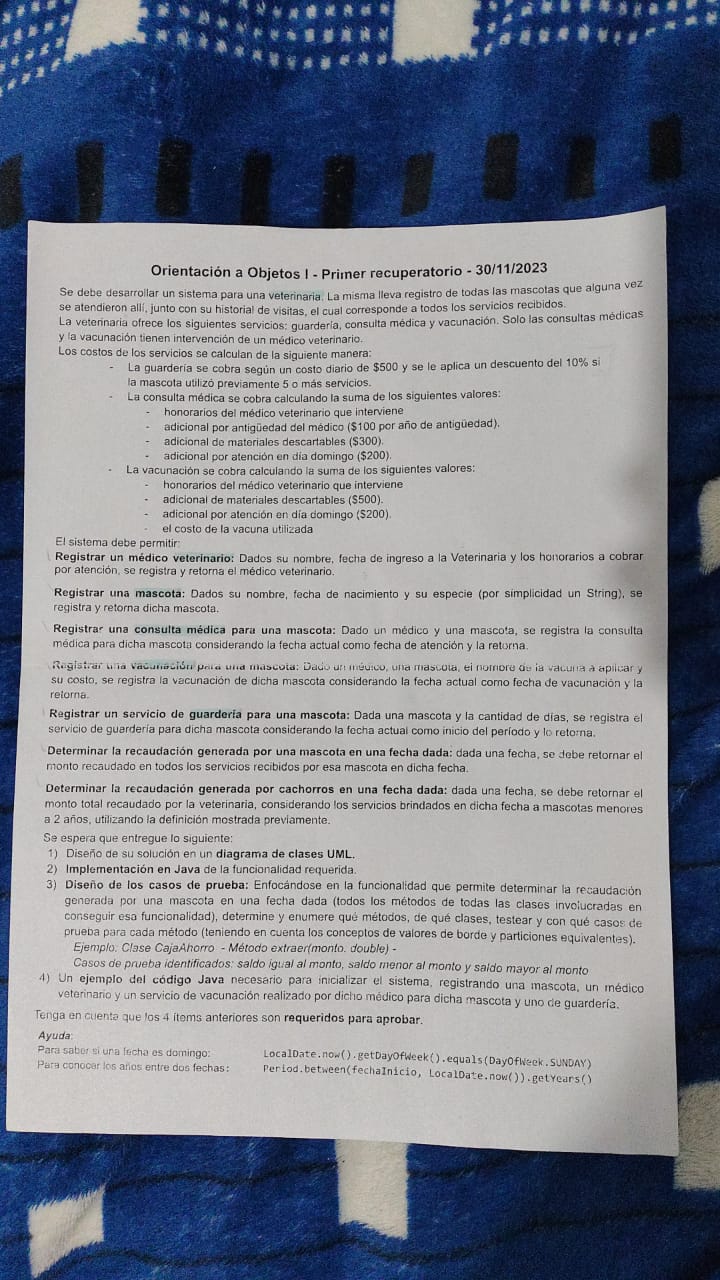 Orientación a Objetos I - Primer recuperatorio - 30/11/2023
Se debe desarrollar un sistema para una veterinaria. La misma lleva registro de todas las mascotas que alguna vez
se atendieron allí, junto con su historial de visitas, el cual corresponde a todos los servicios recibidos.
La veterinaria ofrece los siguientes servicios: guardería, consulta médica y vacunación. Solo las consultas médicas
y la vacunación tienen intervención de un médico veterinario.
Los costos de los servicios se calculan de la siguiente manera:
- La guardería se cobra según un costo diario de $500 y se le aplica un descuento del 10% si
la mascota utilizó previamente 5 o más servicios.
- La consulta médica se cobra calculando la suma de los siguientes valores:
- honorarios del médico veterinario que interviene
- adicional por antigüedad del médico ($100 por año de antigüedad).
- adicional de materiales descartables ($300).
- adicional por atención en día domingo ($200).
- La vacunación se cobra calculando la suma de los siguientes valores:
- honorarios del médico veterinario que interviene
- adicional de materiales descartables ($500).
- adicional por atención en día domingo ($200).
- el costo de la vacuna utilizada
El sistema debe permitir:
Registrar un médico veterinario: Dados su nombre, fecha de ingreso a la Veterinaria y los honorarios a cobrar
por atención, se registra y retorna el médico veterinario.
Registrar una mascota: Dados su nombre, fecha de nacimiento y su especie (por simplicidad un String), se
registra y retorna dicha mascota.
Registrar una consulta médica para una mascota: Dado un médico y una mascota, se registra la consulta
médica para dicha mascota considerando la fecha actual como fecha de atención y la retorna.
Registrar una vacunación para una mascota: Dado un médico, una mascota, el nombre de la vacuna a aplicar y
su costo, se registra la vacunación de dicha mascota considerando la fecha actual como fecha de vacunación y la
retorna.
Registrar un servicio de guardería para una mascota: Dada una mascota y la cantidad de días, se registra el
servicio de guardería para dicha mascota considerando la fecha actual como inicio del período y lo retorna.
Determinar la recaudación generada por una mascota en una fecha dada: dada una fecha, se debe retornar el
monto recaudado en todos los servicios recibidos por esa mascota en dicha fecha.
Determinar la recaudación generada por cachorros en una fecha dada: dada una fecha, se debe retornar el
monto total recaudado por la veterinaria, considerando los servicios brindados en dicha fecha a mascotas menores
a 2 años, utilizando la definición mostrada previamente.
Se espera que entregue lo siguiente:
1) Diseño de su solución en un diagrama de clases UML.
2) Implementación en Java de la funcionalidad requerida.
3) Diseño de los casos de prueba: Enfocándose en la funcionalidad que permite determinar la recaudación
generada por una mascota en una fecha dada (todos los métodos de todas las clases involucradas en
conseguir esa funcionalidad), determine y enumere qué métodos, de qué clases, testear y con qué casos de
prueba para cada método (teniendo en cuenta los conceptos de valores de borde y particiones equivalentes).
Ejemplo: Clase CajaAhorro - Método extraer(monto: double) -
Casos de prueba identificados: saldo igual al monto, saldo menor al monto y saldo mayor al monto
4) Un ejemplo del código Java necesario para inicializar el sistema, registrando una mascota, un médico
veterinario y un servicio de vacunación realizado por dicho médico para dicha mascota y uno de guardería.
Tenga en cuenta que los 4 ítems anteriores son requeridos para aprobar.
Ayuda:
Para saber si una fecha es domingo: LocalDate.now().getDayOfWeek().equals(DayOfWeek.SUNDAY)
Para conocer los años entre dos fechas: Period.between(fechaInicio, LocalDate.now()).getYears()